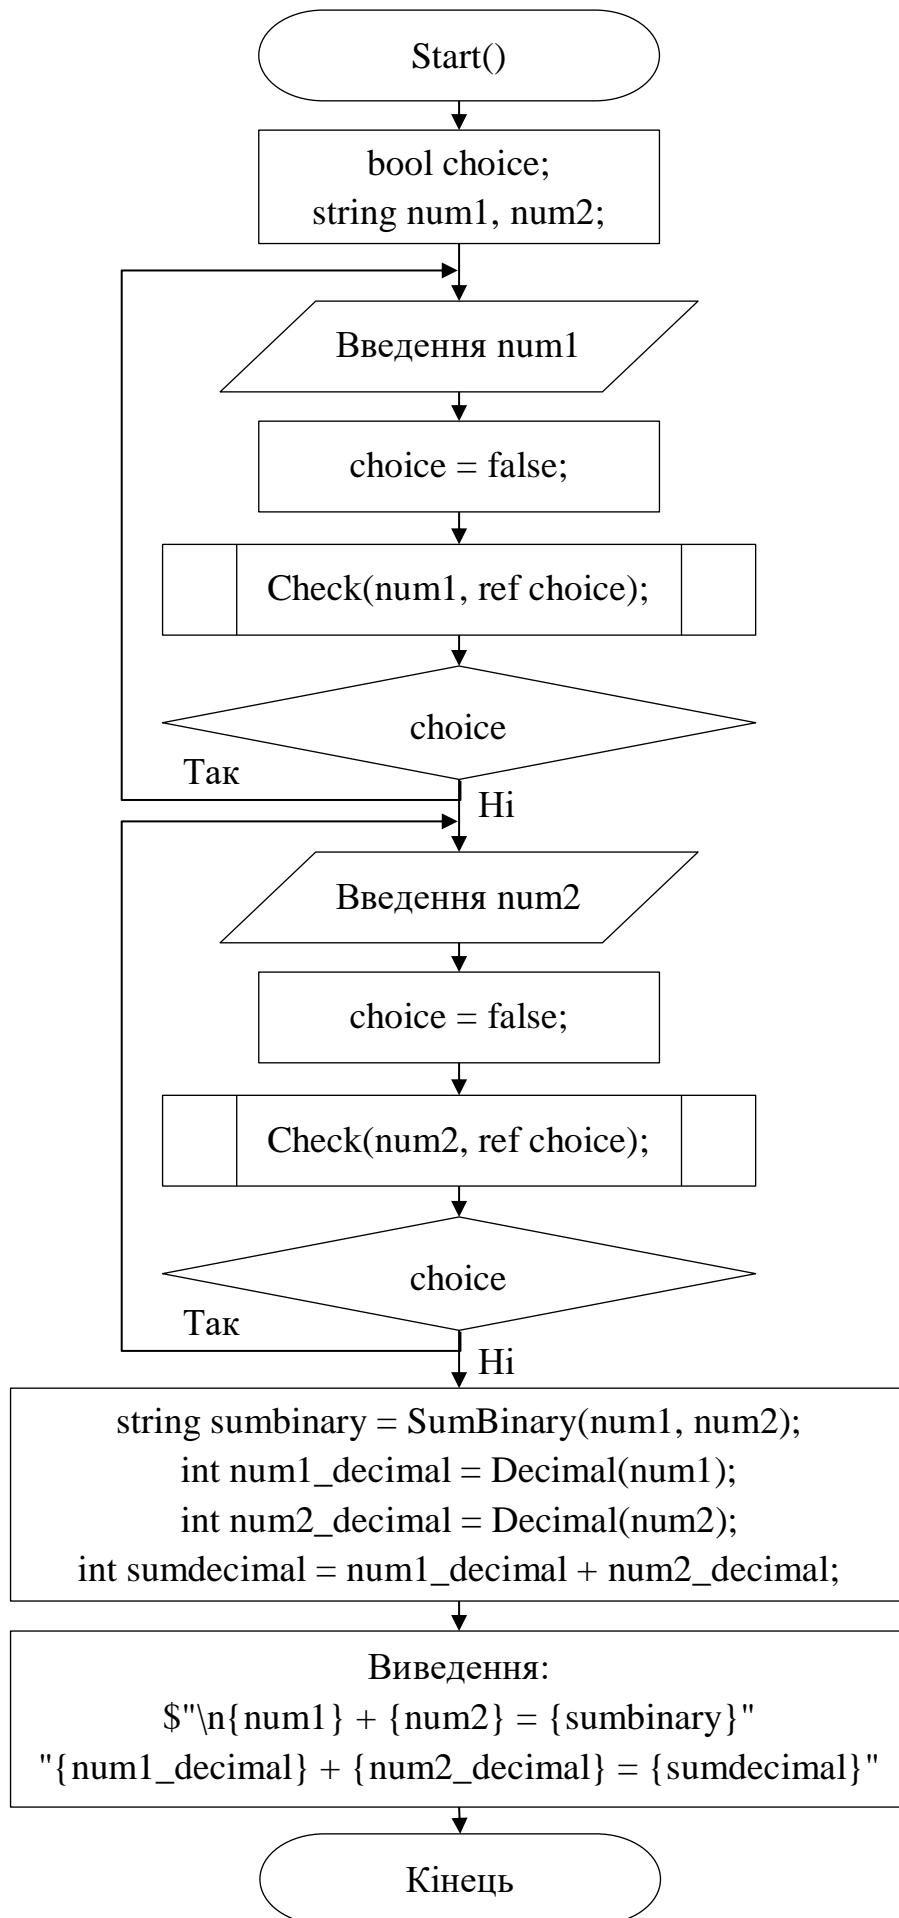 Start()
bool choice;
string num1, num2;
Введення num1
choice = false;
Check(num1, ref choice);
choice
Так
Ні
Введення num2
choice = false;
Check(num2, ref choice);
choice
Так
Ні
string sumbinary = SumBinary(num1, num2);
int num1_decimal = Decimal(num1);
int num2_decimal = Decimal(num2);
int sumdecimal = num1_decimal + num2_decimal;
Виведення:
$"\n{num1} + {num2} = {sumbinary}"
"{num1_decimal} + {num2_decimal} = {sumdecimal}"
Кінець